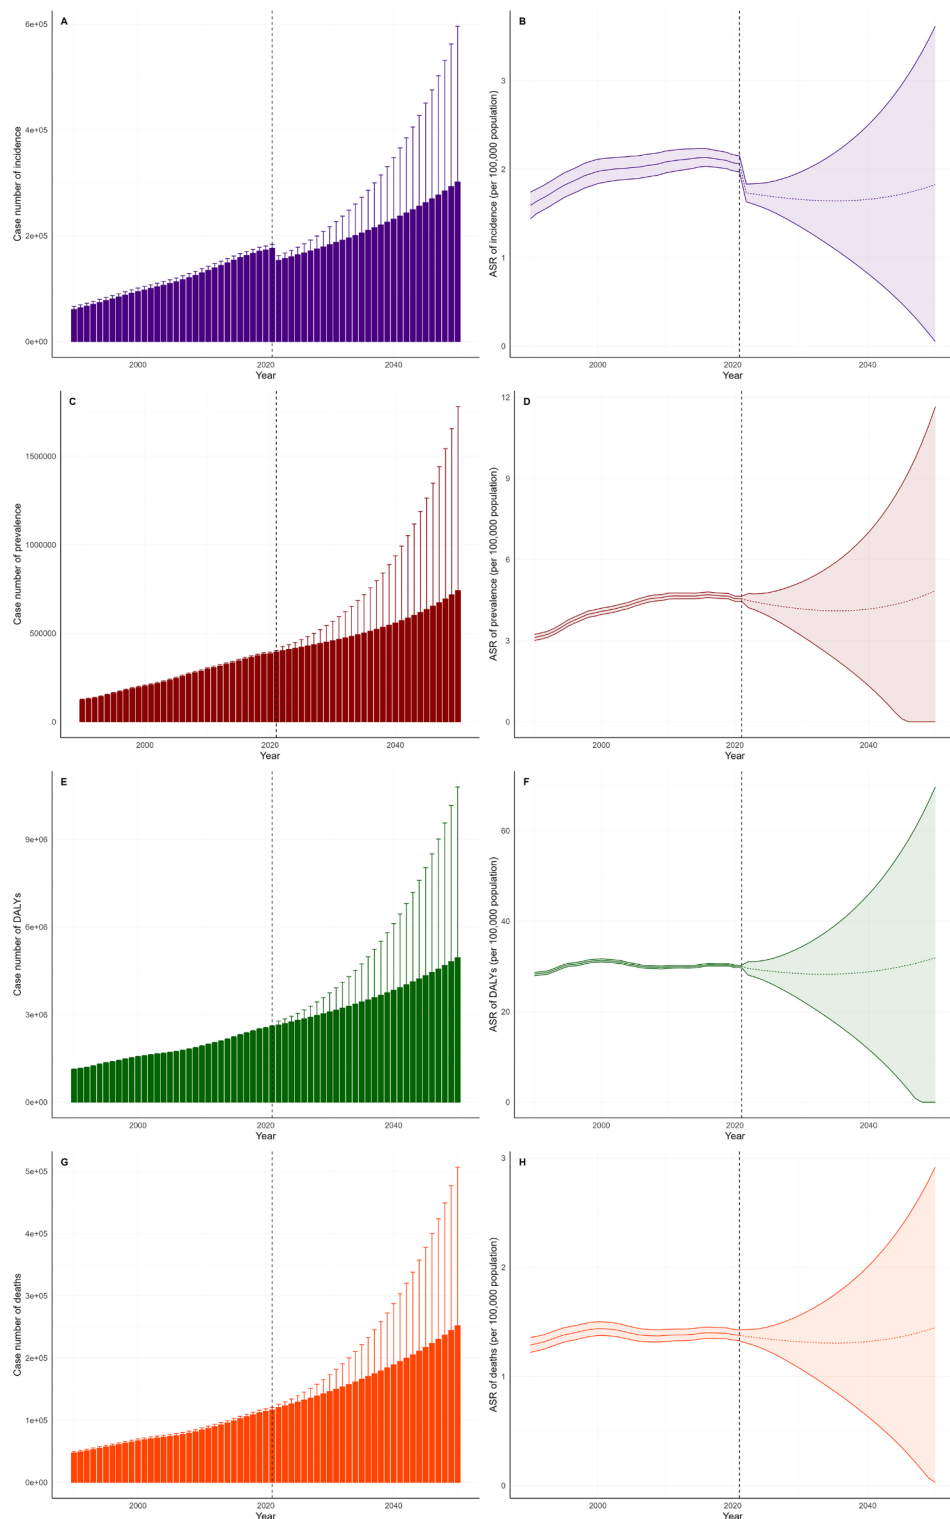 A
Case number of incidence
6e+05
4e+05
2e+05
0e+00
2000
2020
2040
Year
B
ASR of incidence (per 100,000 population)
3
2
1
0
2000
2020
2040
Year
C
Case number of prevalence
1500000
1000000
500000
0
2000
2020
2040
Year
D
ASR of prevalence (per 100,000 population)
12
9
6
3
0
2000
2020
2040
Year
E
Case number of DALYs
9e+06
6e+06
3e+06
0e+00
2000
2020
2040
Year
F
ASR of DALYs (per 100,000 population)
60
40
20
0
2000
2020
2040
Year
G
Case number of deaths
5e+05
4e+05
3e+05
2e+05
1e+05
0e+00
2000
2020
2040
Year
H
ASR of deaths (per 100,000 population)
3
2
1
0
2000
2020
2040
Year